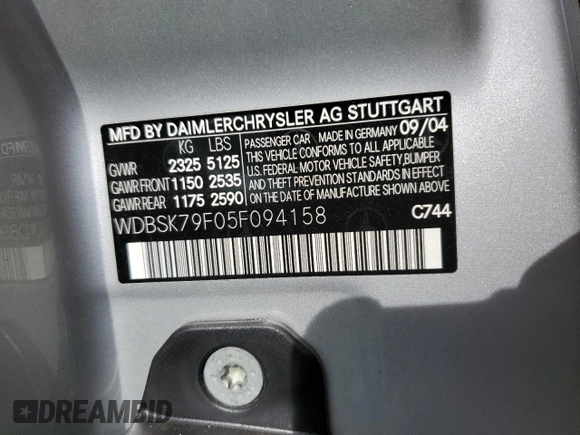 MFD BY DAIMLERCHRYSLER AG STUTTGART
KG LBS
GVWR 2325 5125
GAWR FRONT 1150 2535
GAWR REAR 1175 2590
PASSENGER CAR MADE IN GERMANY 09/04
THIS VEHICLE CONFORMS TO ALL APPLICABLE
U.S. FEDERAL MOTOR VEHICLE SAFETY, BUMPER
AND THEFT PREVENTION STANDARDS IN EFFECT
ON THE DATE OF MANUFACTURE SHOWN ABOVE
WDBSK79F05F094158 C744
DREAMBID